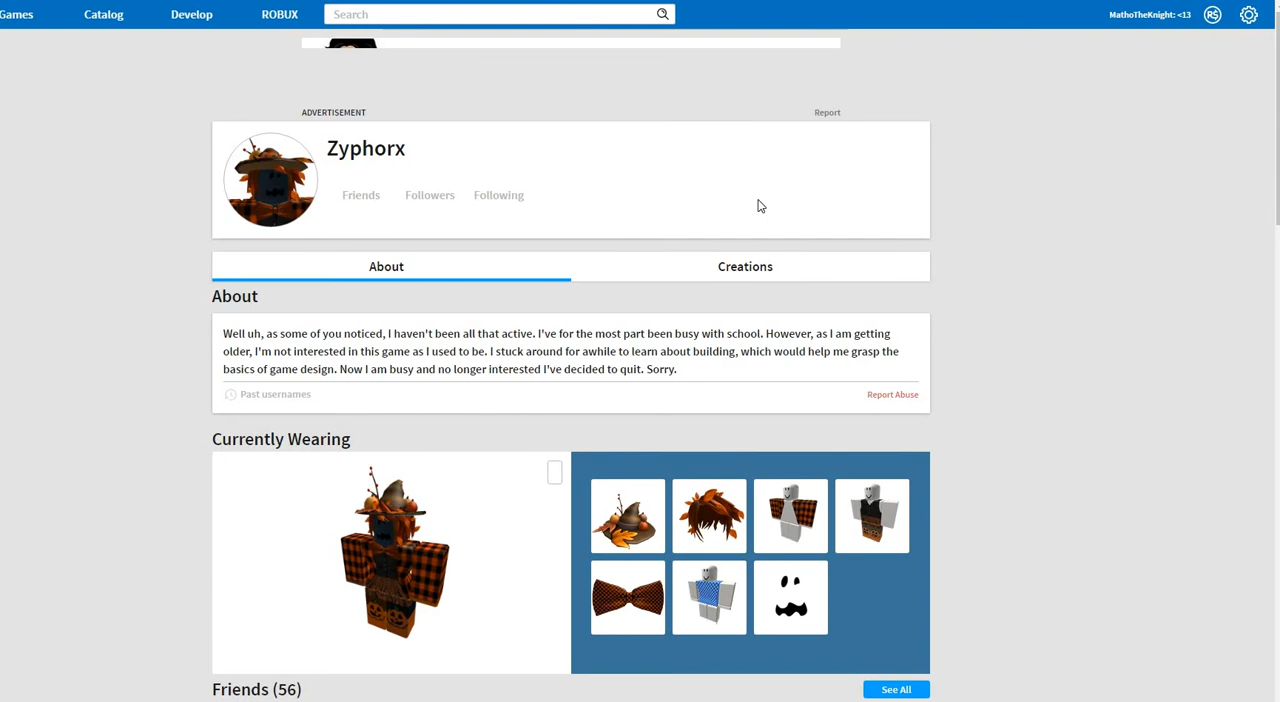 Games Catalog Develop ROBUX Search MathoTheKnight: <13 R$
ADVERTISEMENT Report
Zyphorx
Friends Followers Following
About Creations
About
Well uh, as some of you noticed, I haven't been all that active. I've for the most part been busy with school. However, as I am getting
older, I'm not interested in this game as I used to be. I stuck around for awhile to learn about building, which would help me grasp the
basics of game design. Now I am busy and no longer interested I've decided to quit. Sorry.
Past usernames Report Abuse
Currently Wearing
Friends (56) See All